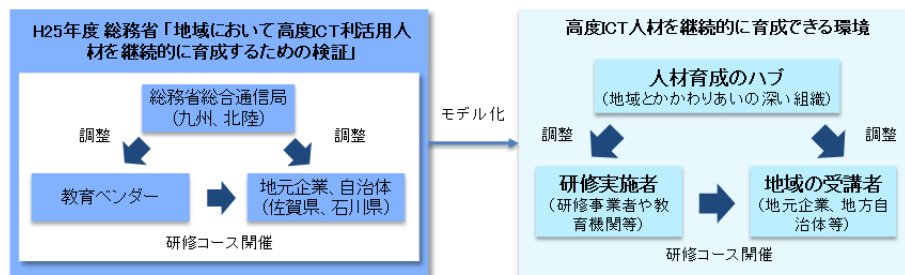 H25年度 総務省 「地域において高度ICT利活用人
材を継続的に育成するための検証」
総務省総合通信局
(九州、北陸)
調整
調整
教育ベンダー
地元企業、自治体
(佐賀県、石川県)
研修コース開催
モデル化
高度ICT人材を継続的に育成できる環境
人材育成のハブ
(地域とかかわりあいの深い組織)
調整
調整
研修実施者
(研修事業者や教
育機関等)
地域の受講者
(地元企業、地方自
治体等)
研修コース開催